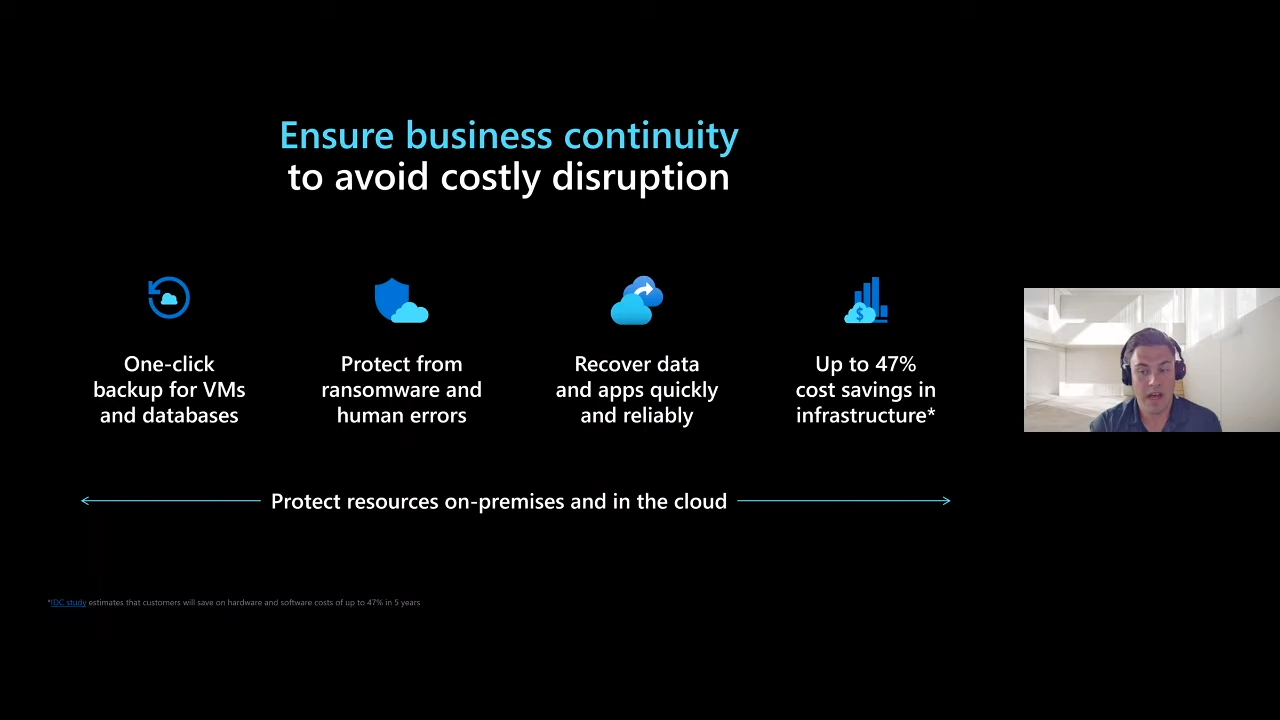 Ensure business continuity
to avoid costly disruption
One-click
backup for VMs
and databases
Protect from
ransomware and
human errors
Recover data
and apps quickly
and reliably
$
Up to 47%
cost savings in
infrastructure*
Protect resources on-premises and in the cloud
*IDC study estimates that customers will save on hardware and software costs of up to 47% in 5 years